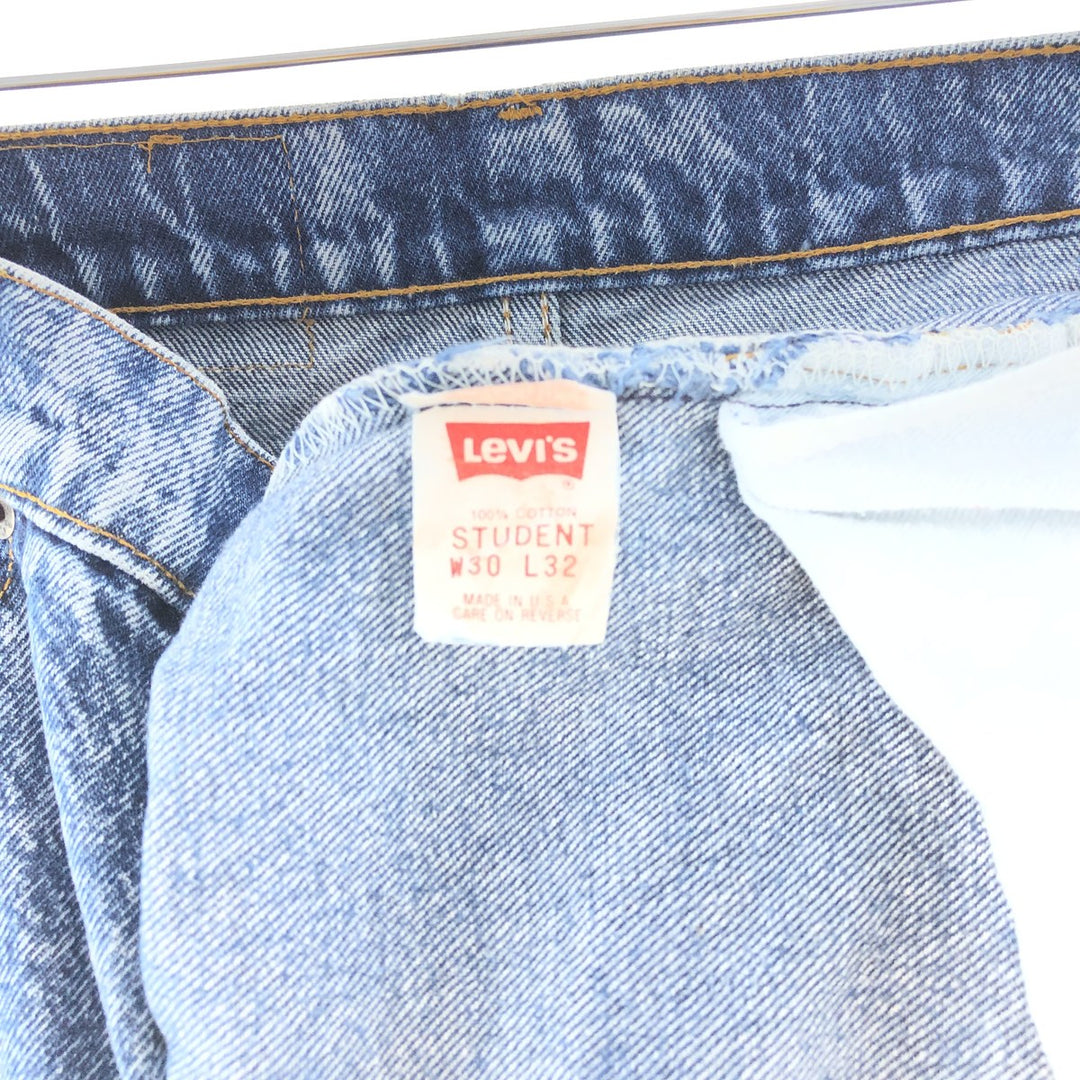 LEVI'S
®
100% COTTON
STUDENT
W30 L32
MADE IN U.S.A.
CARE ON REVERSE